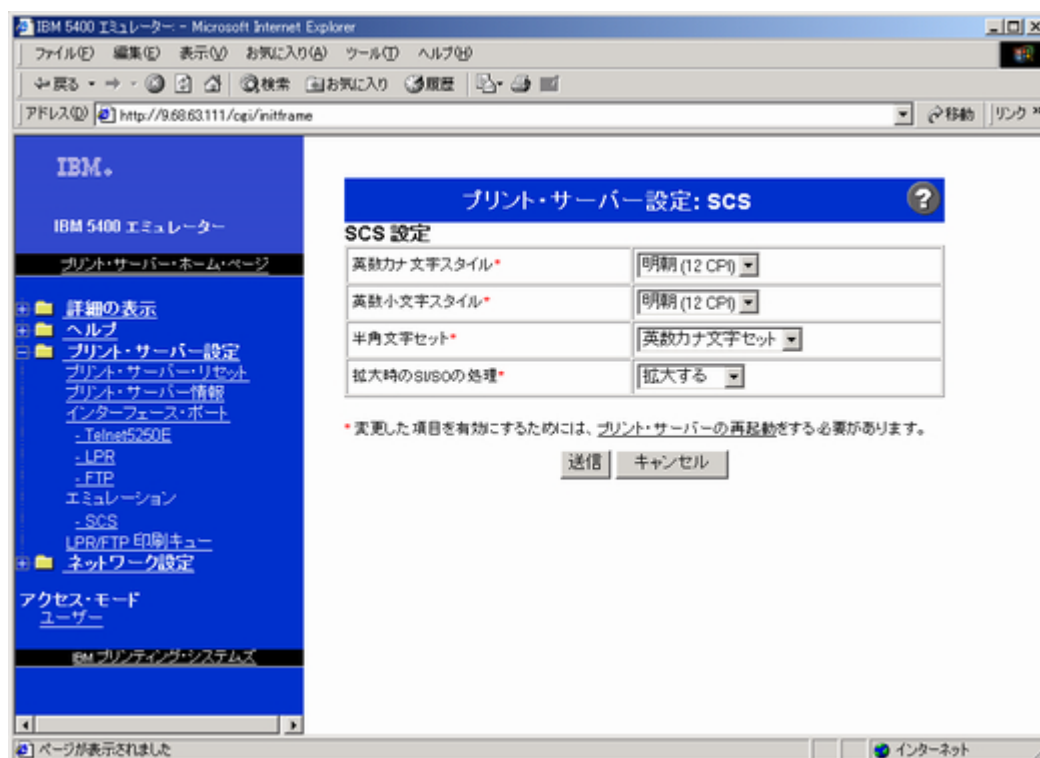 IBM 5400 エミュレーター: - Microsoft Internet Explorer
ファイル(F) 編集(E) 表示(V) お気に入り(A) ツール(T) ヘルプ(H)
戻る 検索 お気に入り 履歴
アドレス(D) http://9.68.63.111/cgi/initframe 移動 リンク »
IBM.
IBM 5400 エミュレーター
プリント・サーバー・ホーム・ページ
詳細の表示
ヘルプ
プリント・サーバー設定
プリント・サーバー・リセット
プリント・サーバー情報
インターフェース・ポート
- Telnet5250E
- LPR
- FTP
エミュレーション
- SCS
LPR/FTP 印刷キュー
ネットワーク設定
アクセス・モード
ユーザー
IBM プリンティング・システムズ
プリント・サーバー設定: SCS ?
SCS 設定
英数カナ文字スタイル* 明朝 (12 CPI)
英数小文字スタイル* 明朝 (12 CPI)
半角文字セット* 英数カナ文字セット
拡大時のSI/SOの処理* 拡大する
* 変更した項目を有効にするためには、プリント・サーバーの再起動をする必要があります。
送信 キャンセル
ページが表示されました インターネット